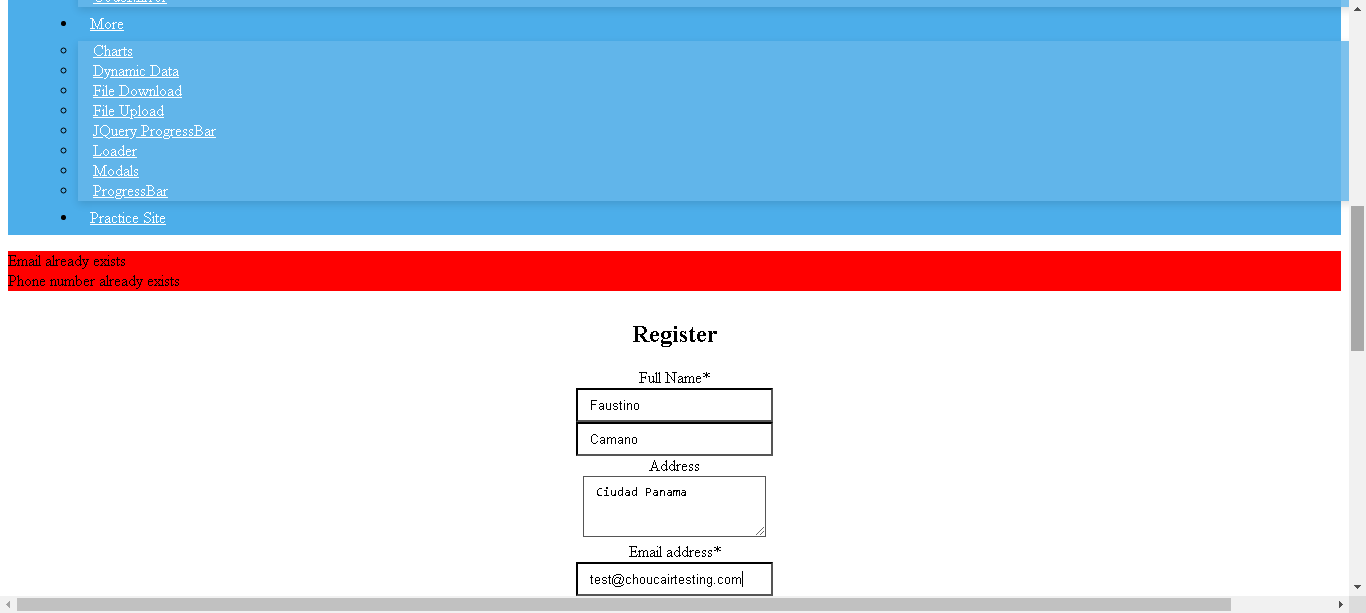 More
Charts
Dynamic Data
File Download
File Upload
JQuery ProgressBar
Loader
Modals
ProgressBar
Practice Site
Email already exists
Phone number already exists
Register
Full Name*
Faustino
Camano
Address
Ciudad Panama
Email address*
test@choucairtesting.com